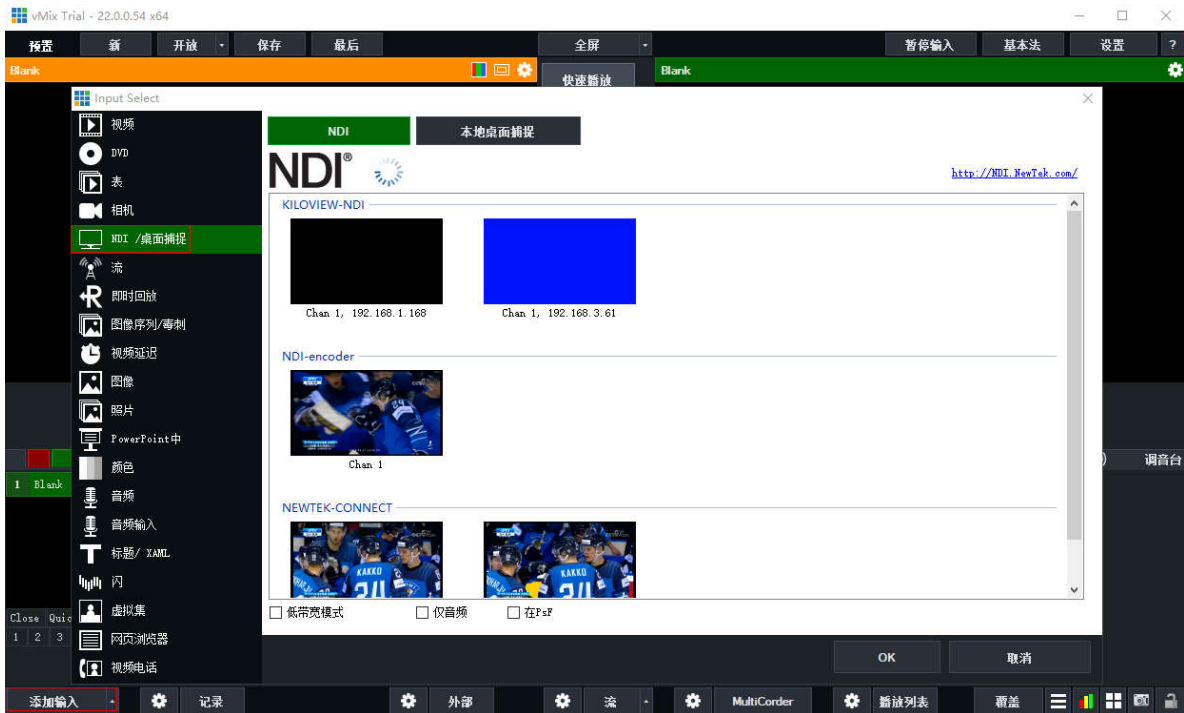 vMix Trial - 22.0.0.54 x64
预置 新 开放 保存 最后 全屏 暂停输入 基本法 设置 ?
Blank
快速播放
Blank
Input Select
视频
DVD
表
相机
NDI /桌面捕捉
流
即时回放
图像序列/毒刺
视频延迟
图像
照片
PowerPoint中
颜色
音频
音频输入
标题/ XAML
闪
虚拟集
网页浏览器
视频电话
NDI 本地桌面捕捉
NDI®
http://NDI.NewTek.com/
KILOVIEW-NDI
Chan 1, 192.168.1.168 Chan 1, 192.168.3.61
NDI-encoder
Chan 1
NEWTEK-CONNECT
KAKKO
KAKKO
低带宽模式 仅音频 在PsF
OK 取消
调音台
1 Blank
Close Quic
1 2 3
添加输入 记录 外部 流 MultiCorder 播放列表 覆盖